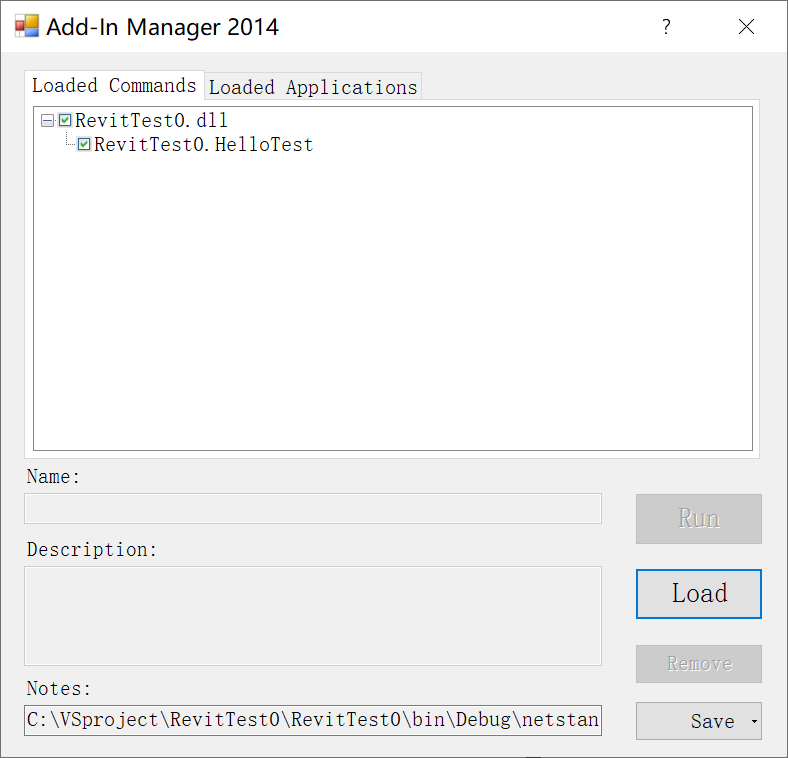 Add-In Manager 2014
?
Loaded Commands
Loaded Applications
RevitTest0.dll
RevitTest0.HelloTest
Name:
Run
Description:
Load
Remove
Notes:
C:\VSproject\RevitTest0\RevitTest0\bin\Debug\netstan
Save